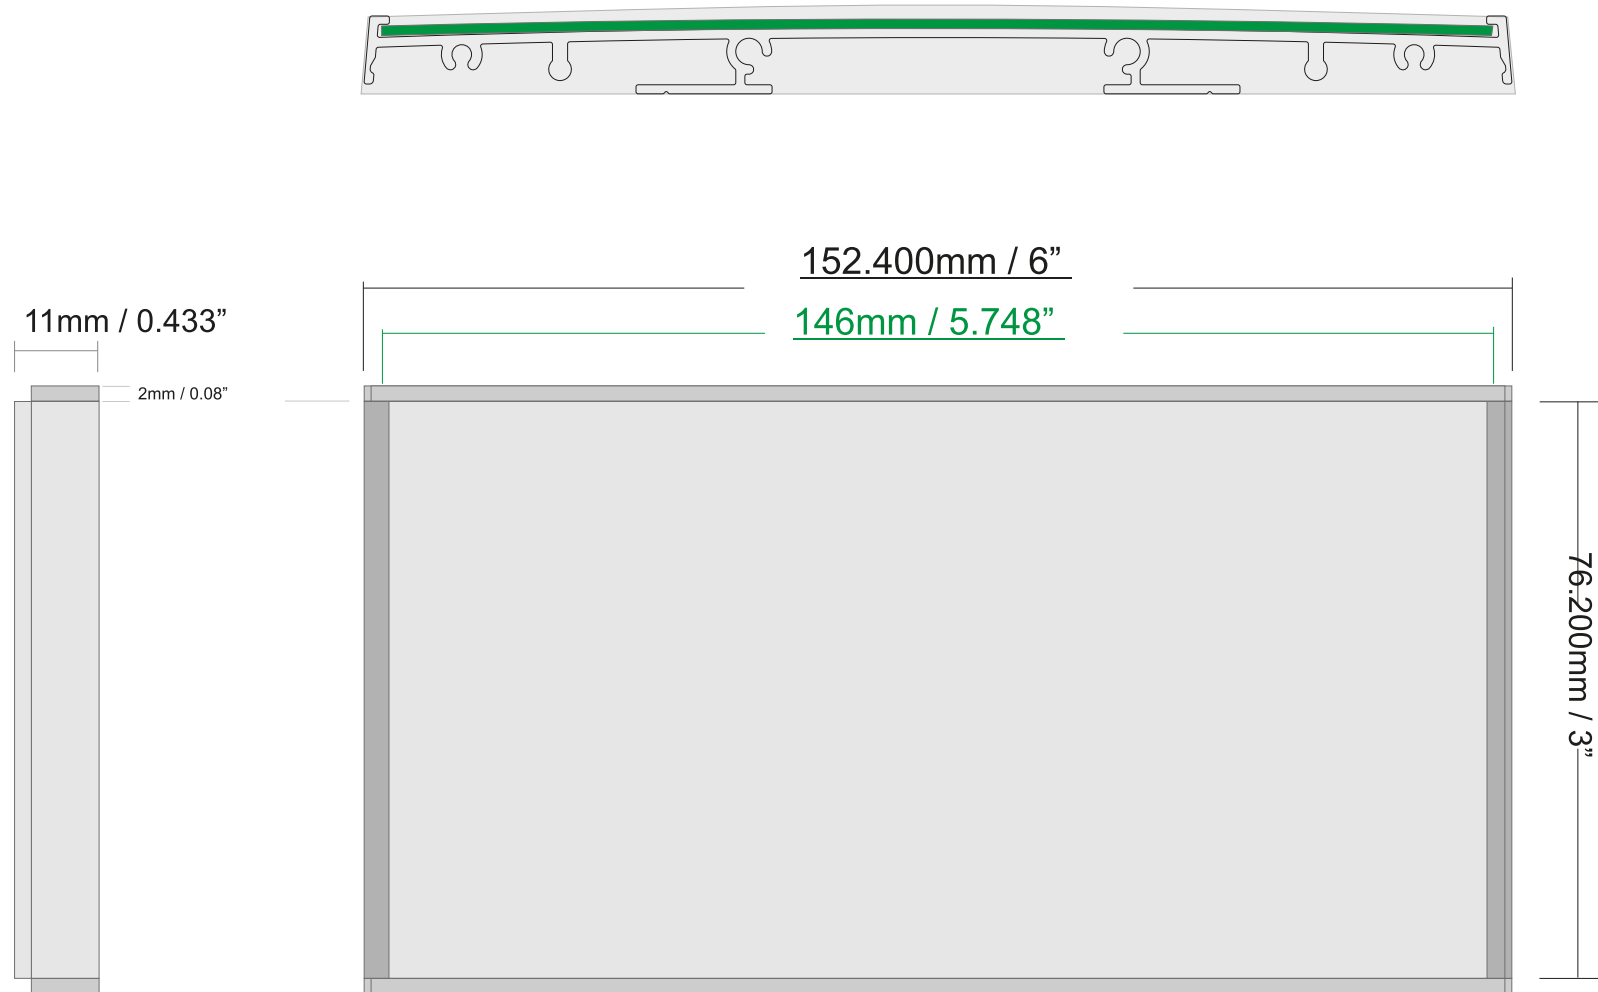 152.400mm / 6”
146mm / 5.748”
11mm / 0.433”
2mm / 0.08”
76.200mm / 3”